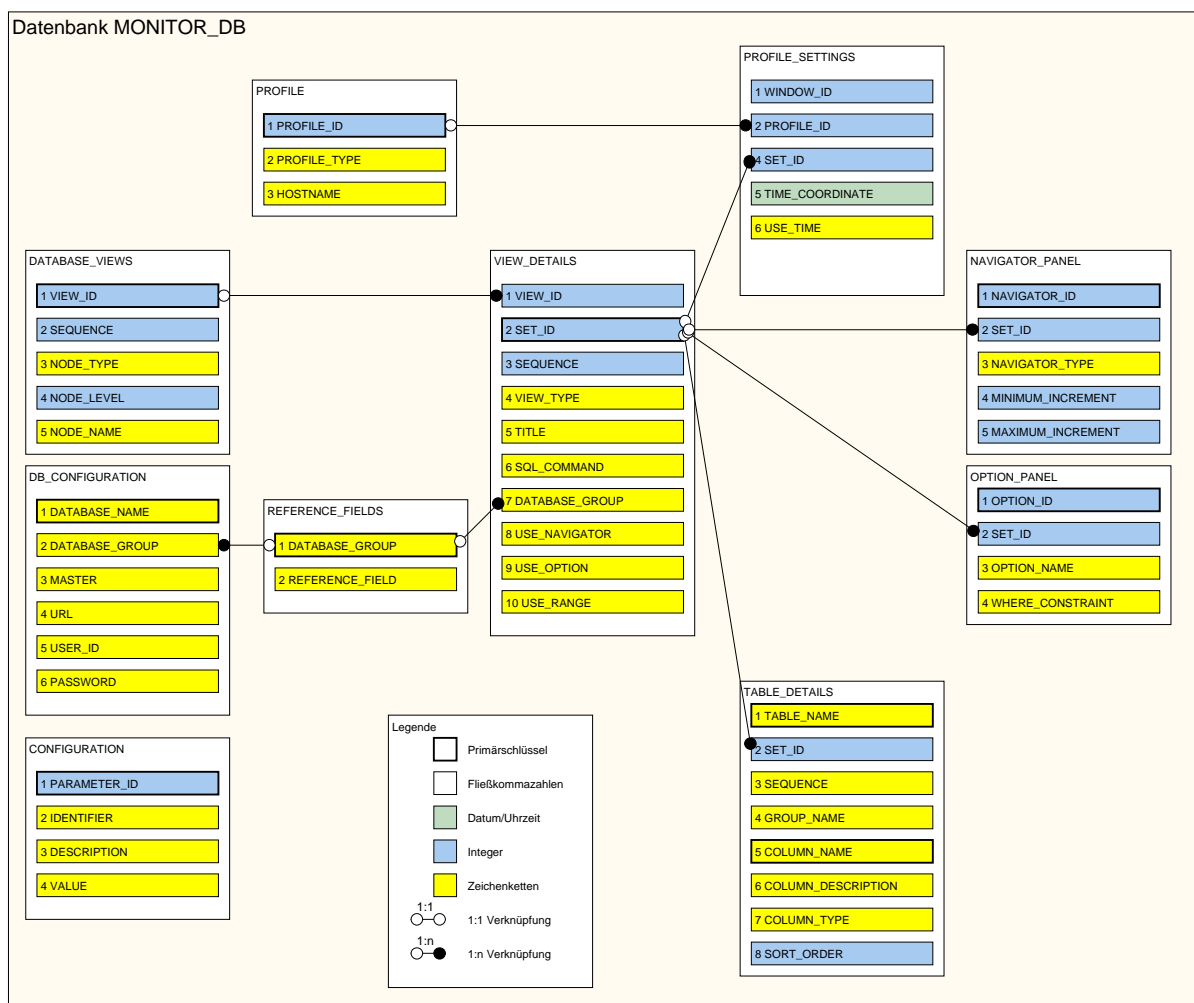 Datenbank MONITOR_DB
PROFILE
1 PROFILE_ID
2 PROFILE_TYPE
3 HOSTNAME
PROFILE_SETTINGS
1 WINDOW_ID
2 PROFILE_ID
4 SET_ID
5 TIME_COORDINATE
6 USE_TIME
DATABASE_VIEWS
1 VIEW_ID
2 SEQUENCE
3 NODE_TYPE
4 NODE_LEVEL
5 NODE_NAME
VIEW_DETAILS
1 VIEW_ID
2 SET_ID
3 SEQUENCE
4 VIEW_TYPE
5 TITLE
6 SQL_COMMAND
7 DATABASE_GROUP
8 USE_NAVIGATOR
9 USE_OPTION
10 USE_RANGE
NAVIGATOR_PANEL
1 NAVIGATOR_ID
2 SET_ID
3 NAVIGATOR_TYPE
4 MINIMUM_INCREMENT
5 MAXIMUM_INCREMENT
DB_CONFIGURATION
1 DATABASE_NAME
2 DATABASE_GROUP
3 MASTER
4 URL
5 USER_ID
6 PASSWORD
REFERENCE_FIELDS
1 DATABASE_GROUP
2 REFERENCE_FIELD
OPTION_PANEL
1 OPTION_ID
2 SET_ID
3 OPTION_NAME
4 WHERE_CONSTRAINT
CONFIGURATION
1 PARAMETER_ID
2 IDENTIFIER
3 DESCRIPTION
4 VALUE
Legende
Primärschlüssel
Fließkommazahlen
Datum/Uhrzeit
Integer
Zeichenketten
1:1
1:1 Verknüpfung
1:n
1:n Verknüpfung
TABLE_DETAILS
1 TABLE_NAME
2 SET_ID
3 SEQUENCE
4 GROUP_NAME
5 COLUMN_NAME
6 COLUMN_DESCRIPTION
7 COLUMN_TYPE
8 SORT_ORDER